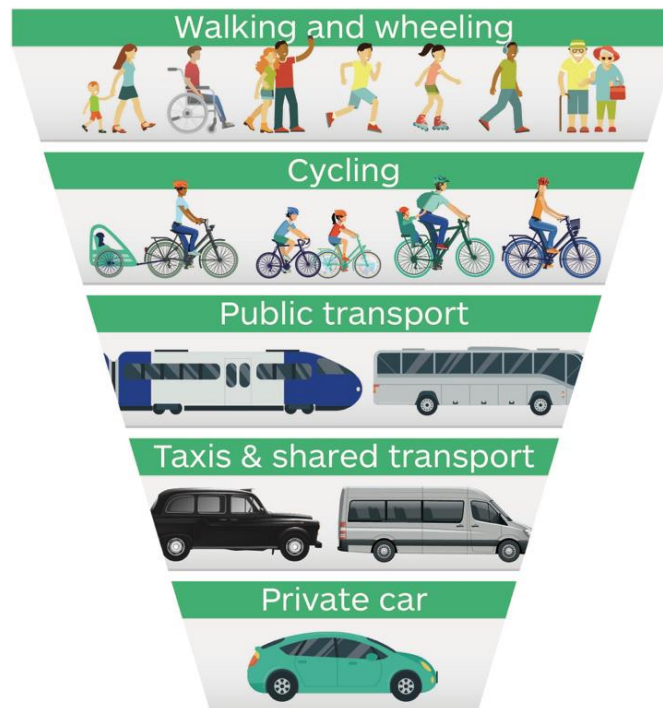 Walking and wheeling
Cycling
Public transport
Taxis & shared transport
Private car